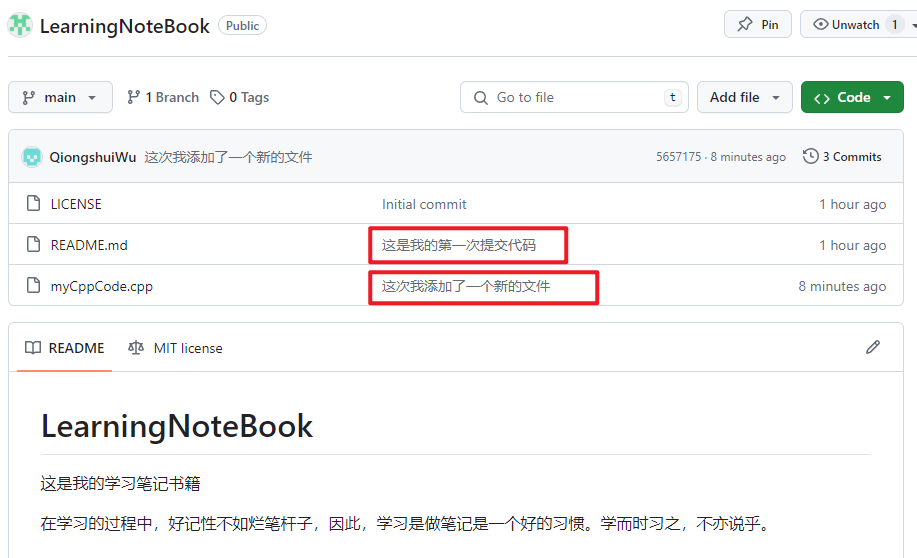 LearningNoteBook Public Pin Unwatch 1
main 1 Branch 0 Tags Go to file t Add file Code
QiongshuiWu 这次我添加了一个新的文件 5657175 · 8 minutes ago 3 Commits
LICENSE Initial commit 1 hour ago
README.md 这是我的第一次提交代码 1 hour ago
myCppCode.cpp 这次我添加了一个新的文件 8 minutes ago
README MIT license
LearningNoteBook
这是我的学习笔记书籍
在学习的过程中，好记性不如烂笔杆子，因此，学习是做笔记是一个好的习惯。学而时习之，不亦说乎。